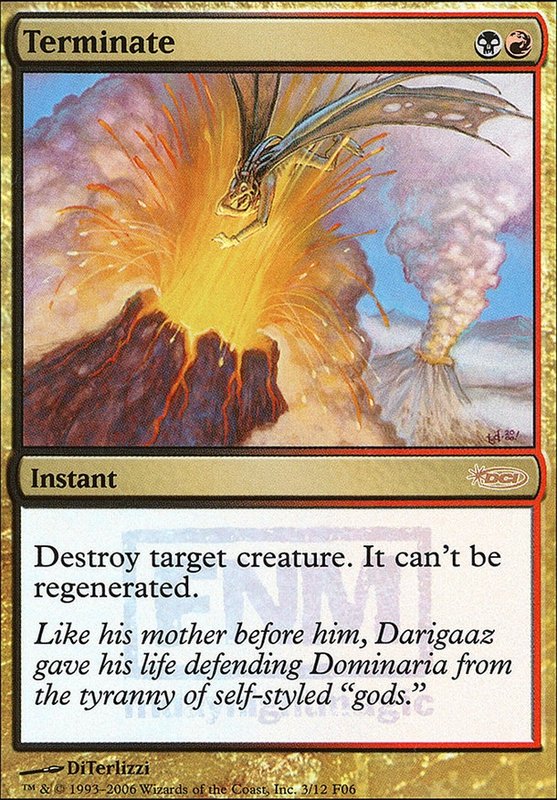 Terminate
Instant
DCI
Destroy target creature. It can't be
regenerated.
FNM
Like his mother before him, Darigaaz
gave his life defending Dominaria from
the tyranny of self-styled “gods.”
fridaynightmagic
DiTerlizzi
™ & © 1993–2006 Wizards of the Coast, Inc. 3/12 F06